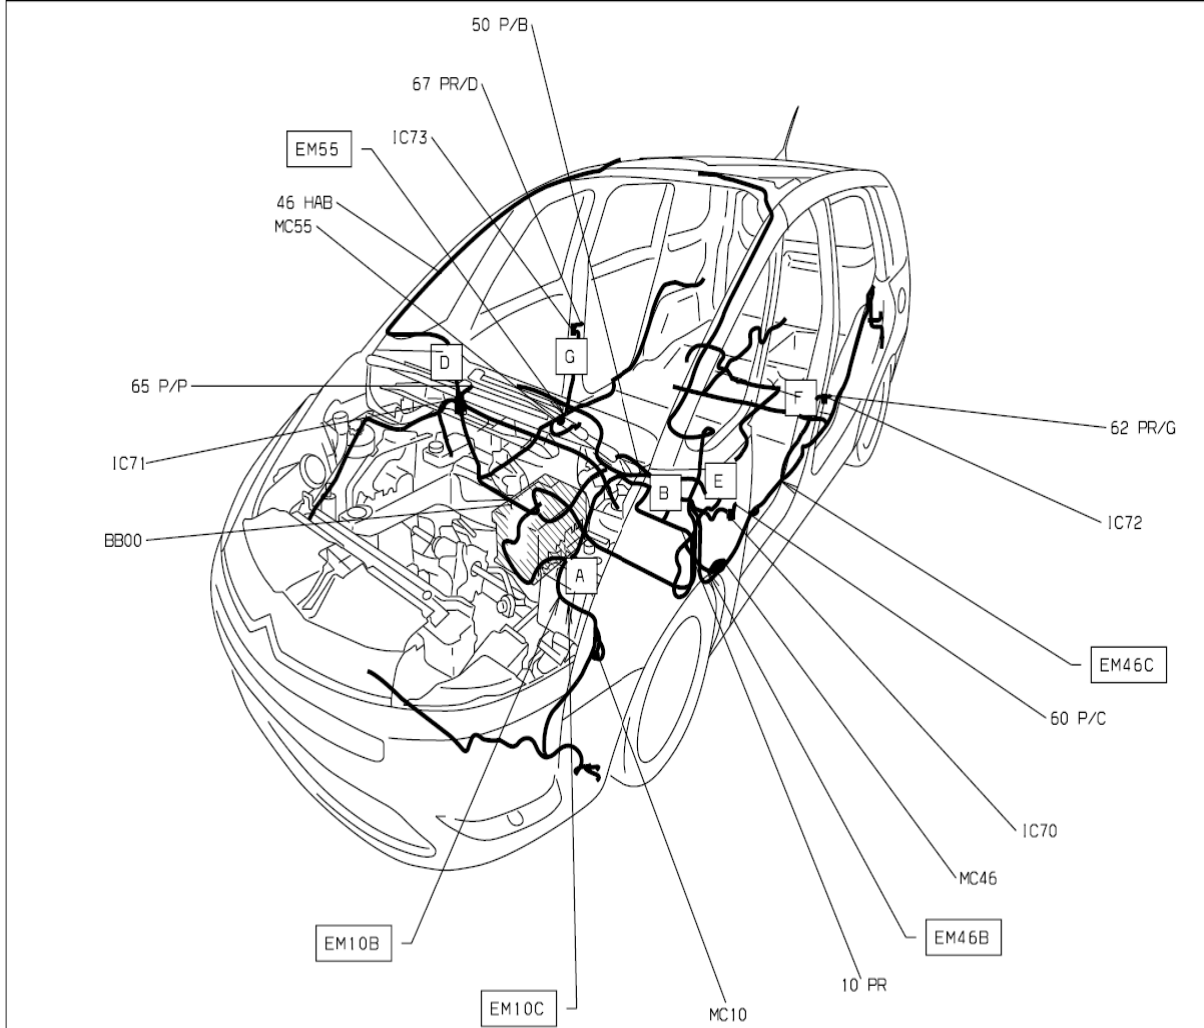 50 P/B
67 PR/D
IC73
EM55
46 HAB
MC55
D
G
65 P/P
F
62 PR/G
IC71
E
B
IC72
BB00
A
EM46C
60 P/C
IC70
MC46
EM10B
EM46B
10 PR
EM10C
MC10